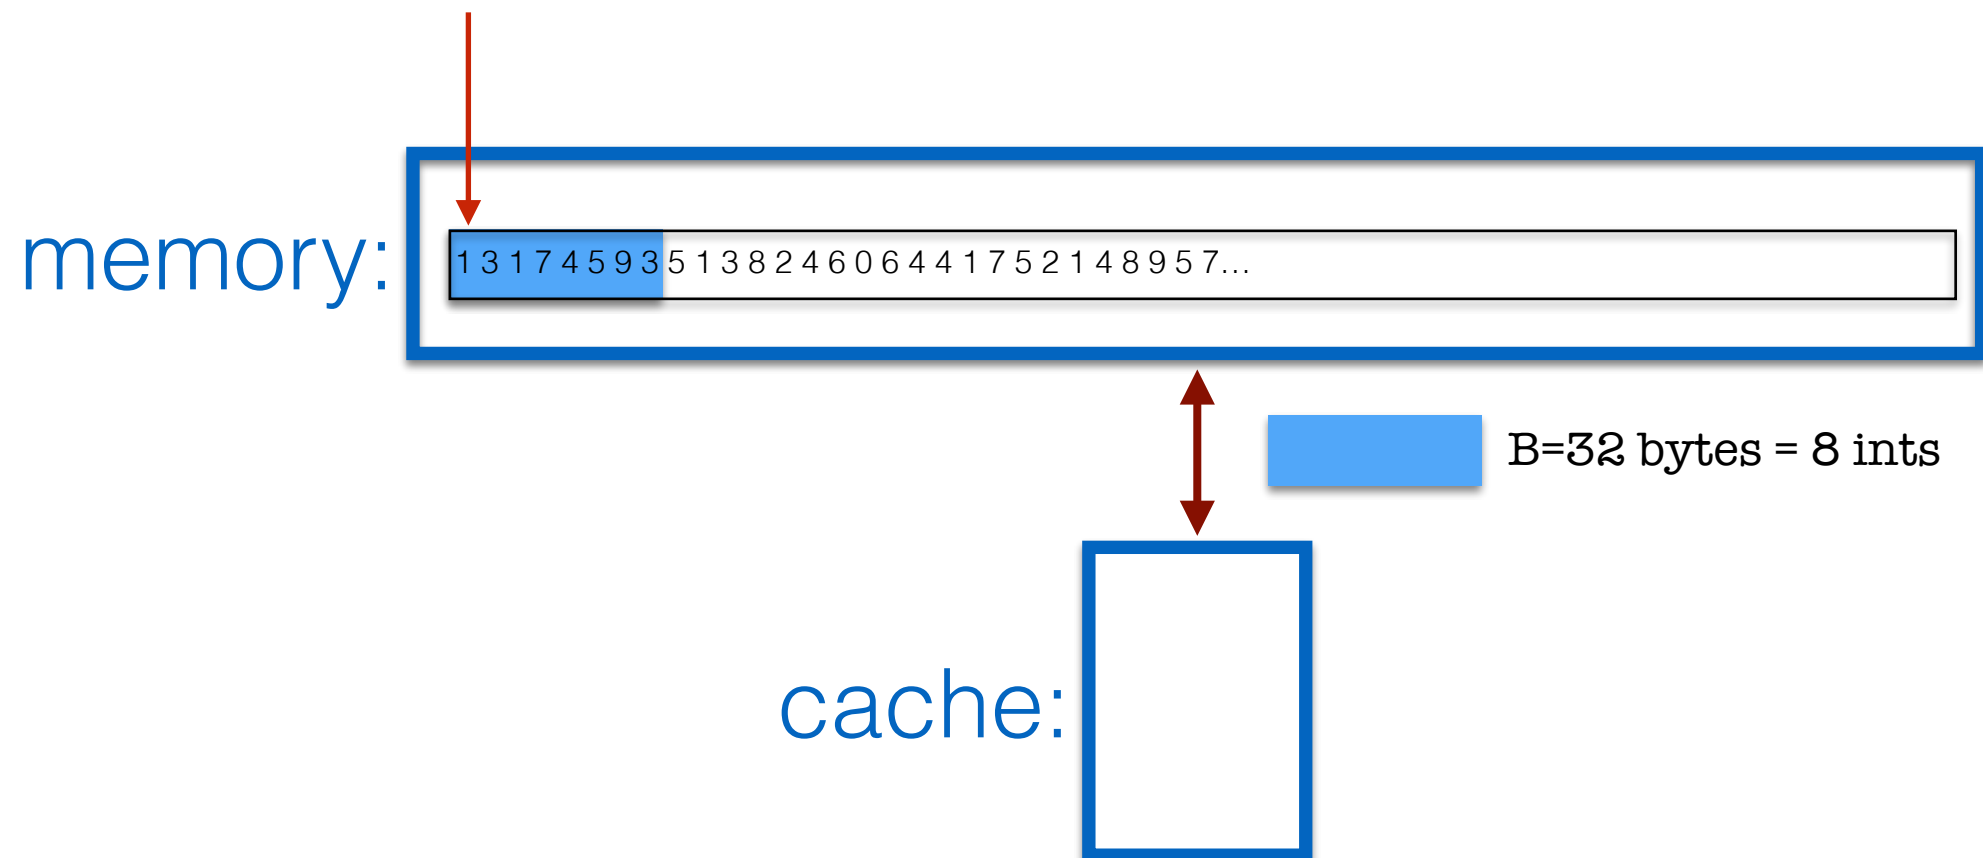 memory:
1 3 1 7 4 5 9 3 5 1 3 8 2 4 6 0 6 4 4 1 7 5 2 1 4 8 9 5 7...
B=32 bytes = 8 ints
cache: